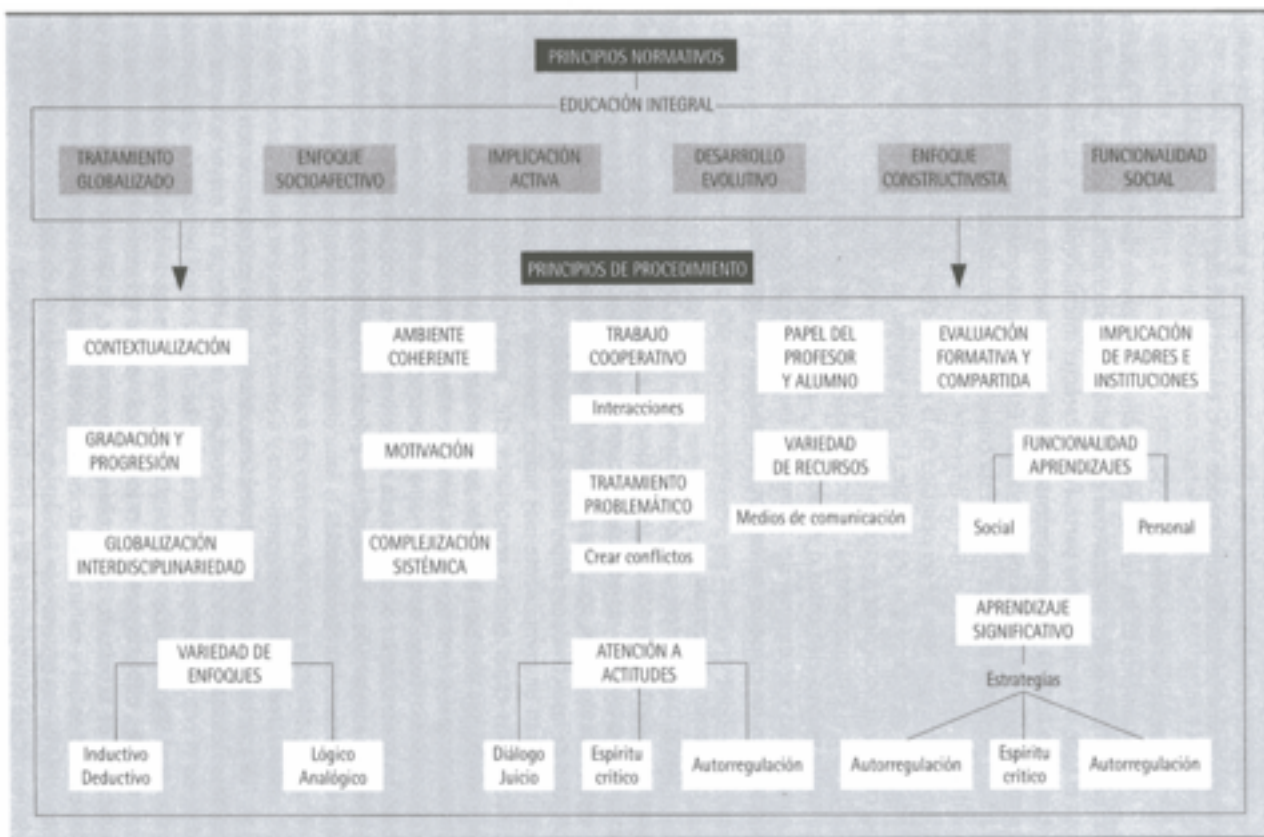 PRINCIPIOS NORMATIVOS
EDUCACIÓN INTEGRAL
TRATAMIENTO
GLOBALIZADO
ENFOQUE
SOCIOAFECTIVO
IMPLICACIÓN
ACTIVA
DESARROLLO
EVOLUTIVO
ENFOQUE
CONSTRUCTIVISTA
FUNCIONALIDAD
SOCIAL
PRINCIPIOS DE PROCEDIMIENTO
CONTEXTUALIZACIÓN
AMBIENTE
COHERENTE
TRABAJO
COOPERATIVO
Interacciones
PAPEL DEL
PROFESOR
Y ALUMNO
EVALUACIÓN
FORMATIVA Y
COMPARTIDA
IMPLICACIÓN
DE PADRES E
INSTITUCIONES
GRADACIÓN Y
PROGRESIÓN
MOTIVACIÓN
TRATAMIENTO
PROBLEMÁTICO
Crear conflictos
VARIEDAD
DE RECURSOS
Medios de comunicación
FUNCIONALIDAD
APRENDIZAJES
Social
Personal
GLOBALIZACIÓN
INTERDISCIPLINARIEDAD
COMPLEJIZACIÓN
SISTÉMICA
VARIEDAD DE
ENFOQUES
Inductivo
Deductivo
Lógico
Analógico
ATENCIÓN A
ACTITUDES
Diálogo
Juicio
Espíritu
crítico
Autorregulación
APRENDIZAJE
SIGNIFICATIVO
Estrategias
Autorregulación
Espíritu
crítico
Autorregulación